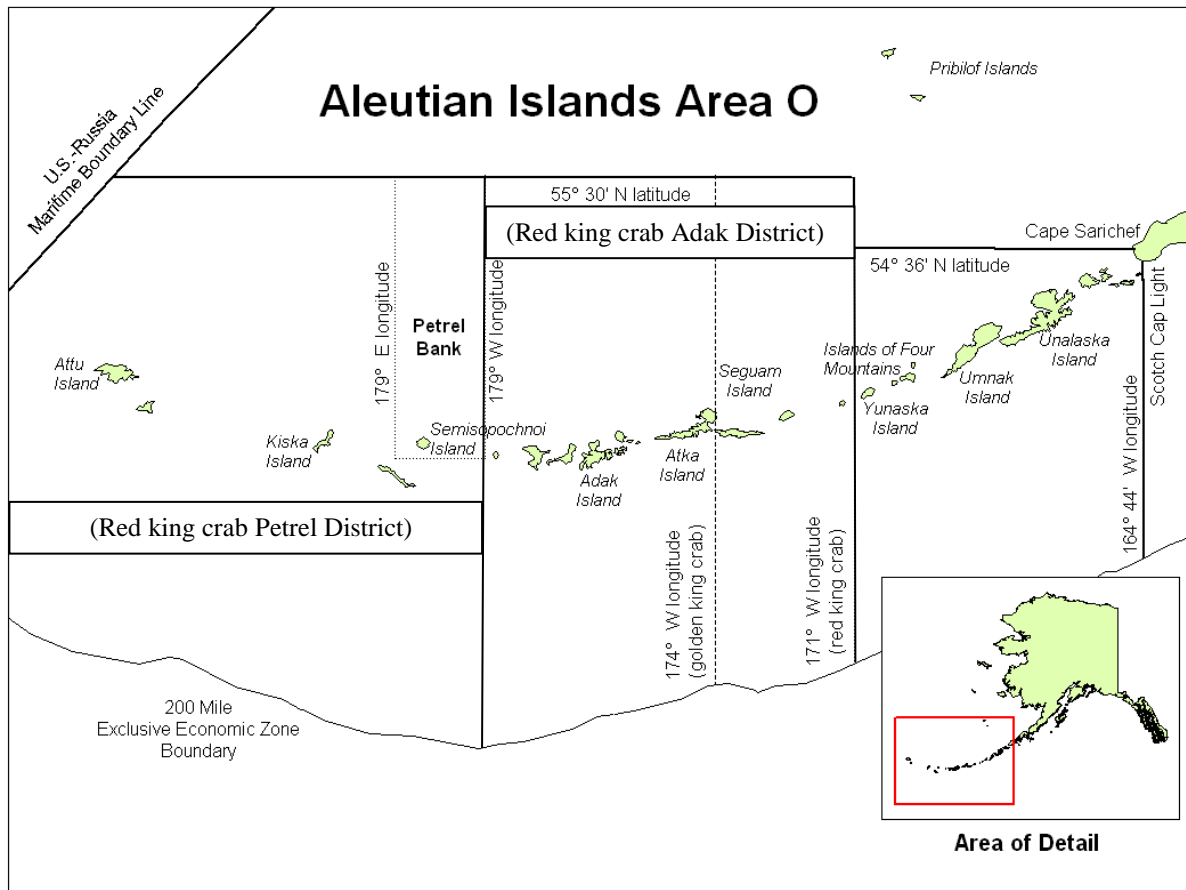 Aleutian Islands Area O
Pribilof Islands
U.S.-Russia
Maritime Boundary Line
55° 30' N latitude
(Red king crab Adak District)
Cape Sarichef
54° 36' N latitude
Scotch Cap Light
179° E longitude
Petrel
Bank
179° W longitude
Attu
Island
Kiska
Island
Semisopochnoi
Island
Adak
Island
Atka
Island
Seguam
Island
Islands of Four
Mountains
Yunaska
Island
Umnak
Island
Unalaska
Island
164° 44' W longitude
(Red king crab Petrel District)
174° W longitude
(golden king crab)
171° W longitude
(red king crab)
200 Mile
Exclusive Economic Zone
Boundary
Area of Detail